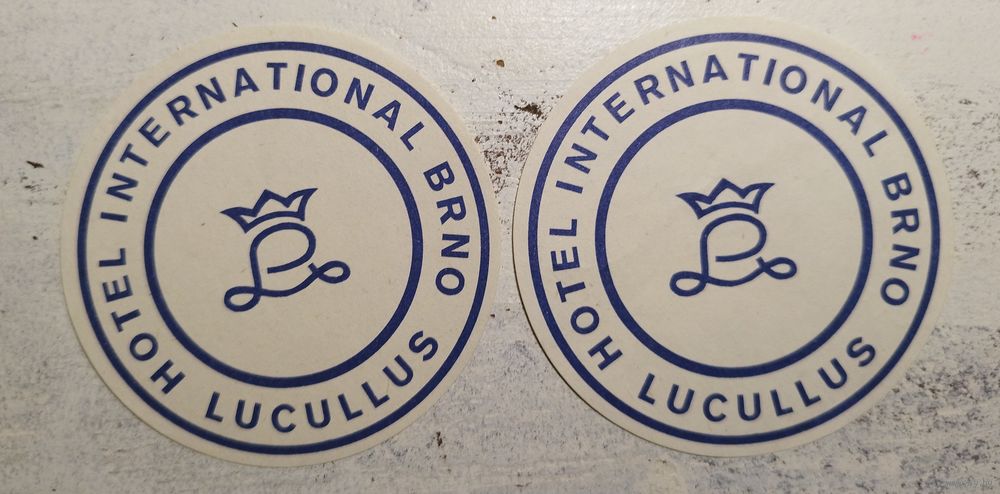 HOTEL INTERNATIONAL BRNO
LUCULLUS
HOTEL INTERNATIONAL BRNO
LUCULLUS